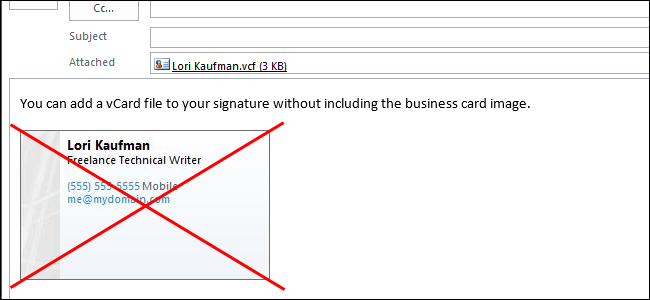 Cc...
Subject
Attached Lori Kaufman.vcf (3 KB)
You can add a vCard file to your signature without including the business card image.
Lori Kaufman
Freelance Technical Writer
(555) 555-5555 Mobile
me@mydomain.com